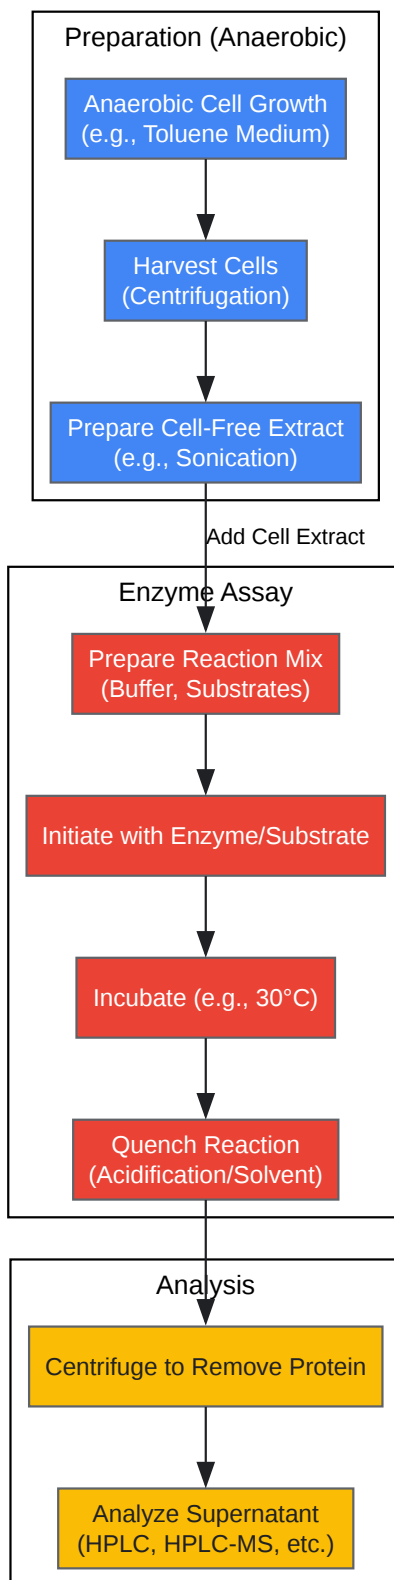 Preparation (Anaerobic)
Anaerobic Cell Growth
(e.g., Toluene Medium)
Harvest Cells
(Centrifugation)
Prepare Cell-Free Extract
(e.g., Sonication)
Add Cell Extract
Enzyme Assay
Prepare Reaction Mix
(Buffer, Substrates)
Initiate with Enzyme/Substrate
Incubate (e.g., 30°C)
Quench Reaction
(Acidification/Solvent)
Analysis
Centrifuge to Remove Protein
Analyze Supernatant
(HPLC, HPLC-MS, etc.)